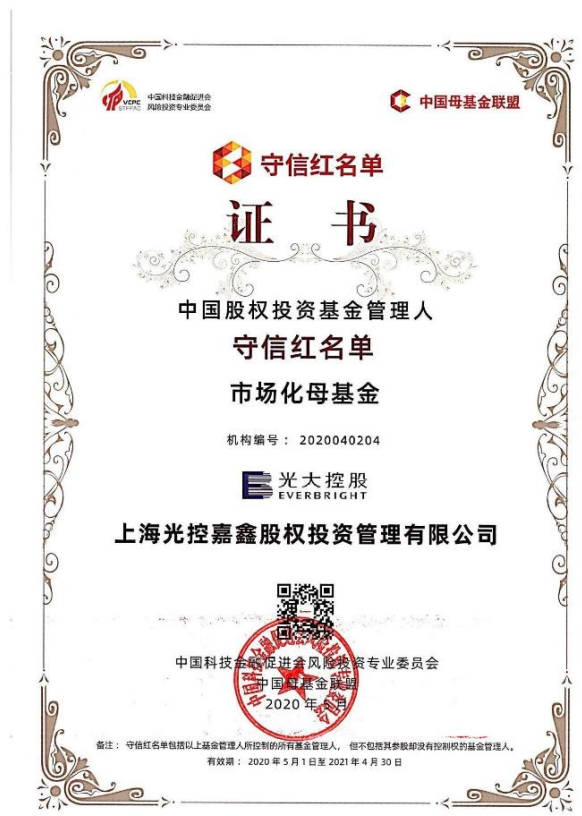 VCPC
STFPAC
中国科技金融促进会
风险投资专业委员会
中国母基金联盟
守信红名单
证 书
中国股权投资基金管理人
守信红名单
市场化母基金
机构编号： 2020040204
光大控股
EVERBRIGHT
上海光控嘉鑫股权投资管理有限公司
中国科技金融促进会风险投资专业委员会
中国母基金联盟
2020 年 5 月
备注： 守信红名单包括以上基金管理人所控制的所有基金管理人， 但不包括其参股却没有控制权的基金管理人。
有效期： 2020 年 5 月 1 日至 2021 年 4 月 30 日